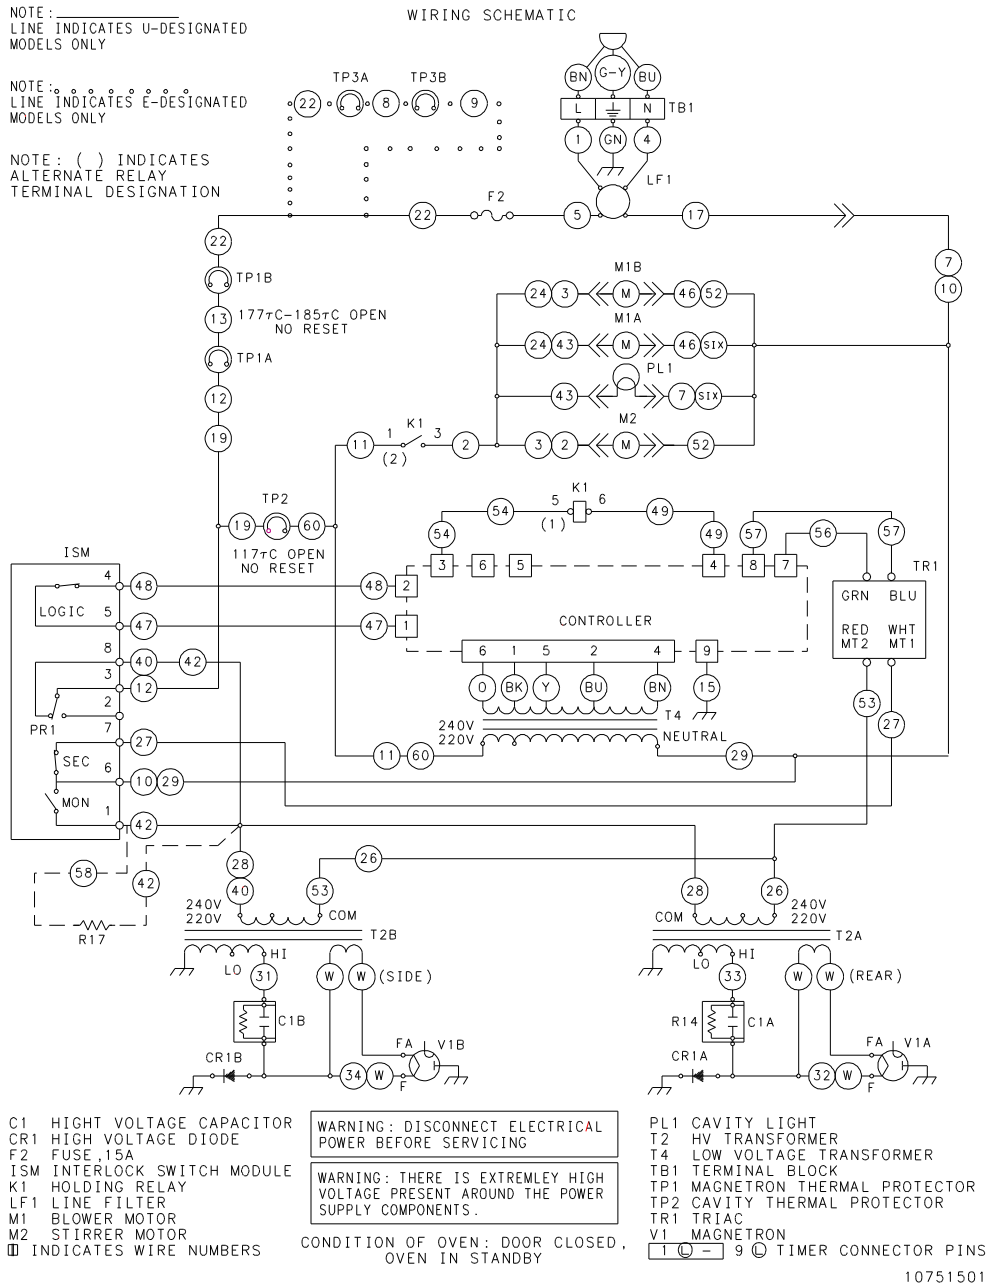 NOTE:
LINE INDICATES U-DESIGNATED
MODELS ONLY
WIRING SCHEMATIC
NOTE:
LINE INDICATES E-DESIGNATED
MODELS ONLY
NOTE: ( ) INDICATES
ALTERNATE RELAY
TERMINAL DESIGNATION
TP3A TP3B
22 8 9
BN G-Y BU
L N TB1
1 GN 4
LF1
F2
22 5 17
22
TP1B
13 177τC-185τC OPEN
NO RESET
TP1A
12
19
7
10
M1B
24 3 M 46 52
M1A
24 43 M 46 SIX
PL1
43 7 SIX
M2
11 1 K1 3 2 3 2 M 52
(2)
TP2
19 60
117τC OPEN
NO RESET
K1
54 5 6 49
(1)
54 49 57 56 57
3 6 5 4 8 7
TR1
GRN BLU
RED WHT
MT2 MT1
ISM
4 48 48 2
LOGIC
5 47 47 1
CONTROLLER
8 40 42
3 12
2
PR1
7 27
SEC
6 10 29
MON
1 42
6 1 5 2 4 9
O BK Y BU BN 15
T4
240V
220V
NEUTRAL
11 60 29
53
27
58
42
R17
28
40
26
53
240V
220V
COM
T2B
LO HI
31 W W (SIDE)
C1B
CR1B
FA V1B
34 W F
28 26
COM
240V
220V
T2A
LO HI
33 W W (REAR)
R14 C1A
CR1A
FA V1A
32 W F
C1 HIGHT VOLTAGE CAPACITOR
CR1 HIGH VOLTAGE DIODE
F2 FUSE,15A
ISM INTERLOCK SWITCH MODULE
K1 HOLDING RELAY
LF1 LINE FILTER
M1 BLOWER MOTOR
M2 STIRRER MOTOR
INDICATES WIRE NUMBERS
WARNING: DISCONNECT ELECTRICAL
POWER BEFORE SERVICING
WARNING: THERE IS EXTREMLEY HIGH
VOLTAGE PRESENT AROUND THE POWER
SUPPLY COMPONENTS.
CONDITION OF OVEN: DOOR CLOSED,
OVEN IN STANDBY
PL1 CAVITY LIGHT
T2 HV TRANSFORMER
T4 LOW VOLTAGE TRANSFORMER
TB1 TERMINAL BLOCK
TP1 MAGNETRON THERMAL PROTECTOR
TP2 CAVITY THERMAL PROTECTOR
TR1 TRIAC
V1 MAGNETRON
1 L - 9 L TIMER CONNECTOR PINS
10751501